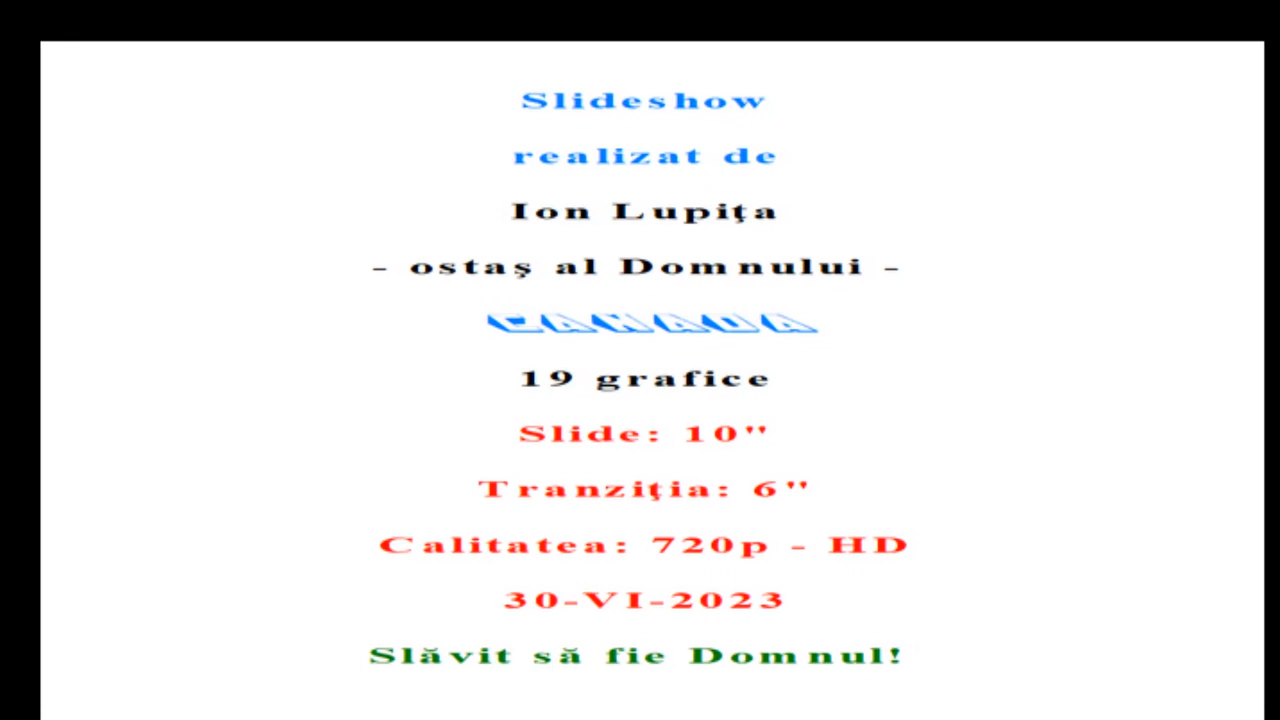 Slideshow
realizat de
Ion Lupiţa
- ostaş al Domnului -
CANADA
19 grafice
Slide: 10"
Tranziţia: 6"
Calitatea: 720p - HD
30-VI-2023
Slăvit să fie Domnul!